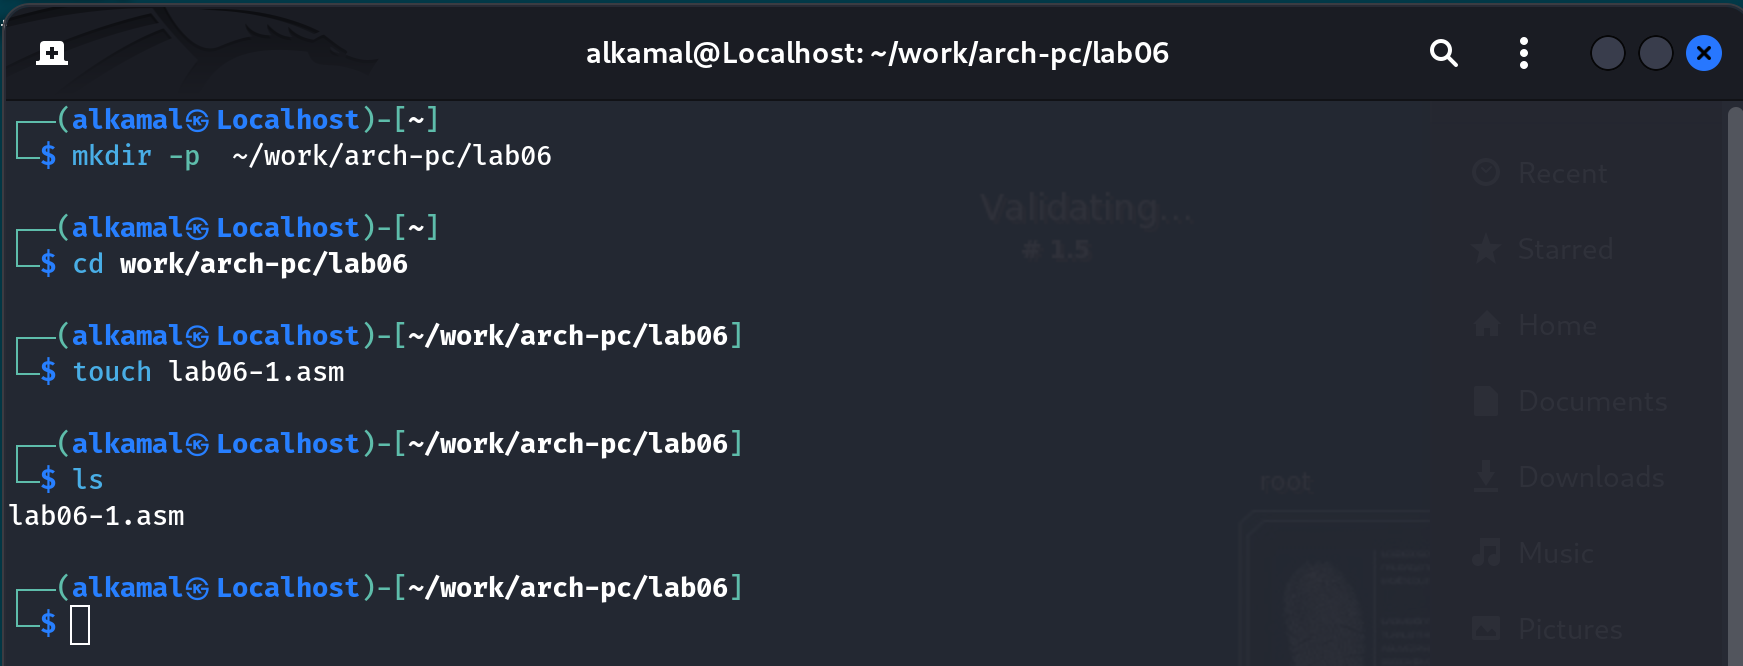 alkamal@Localhost: ~/work/arch-pc/lab06
┌──(alkamal㉿Localhost)-[~]
└─$ mkdir -p  ~/work/arch-pc/lab06
┌──(alkamal㉿Localhost)-[~]
└─$ cd work/arch-pc/lab06
┌──(alkamal㉿Localhost)-[~/work/arch-pc/lab06]
└─$ touch lab06-1.asm
┌──(alkamal㉿Localhost)-[~/work/arch-pc/lab06]
└─$ ls
lab06-1.asm
┌──(alkamal㉿Localhost)-[~/work/arch-pc/lab06]
└─$
Validating...
# 1.5
root
Recent
Starred
Home
Documents
Downloads
Music
Pictures